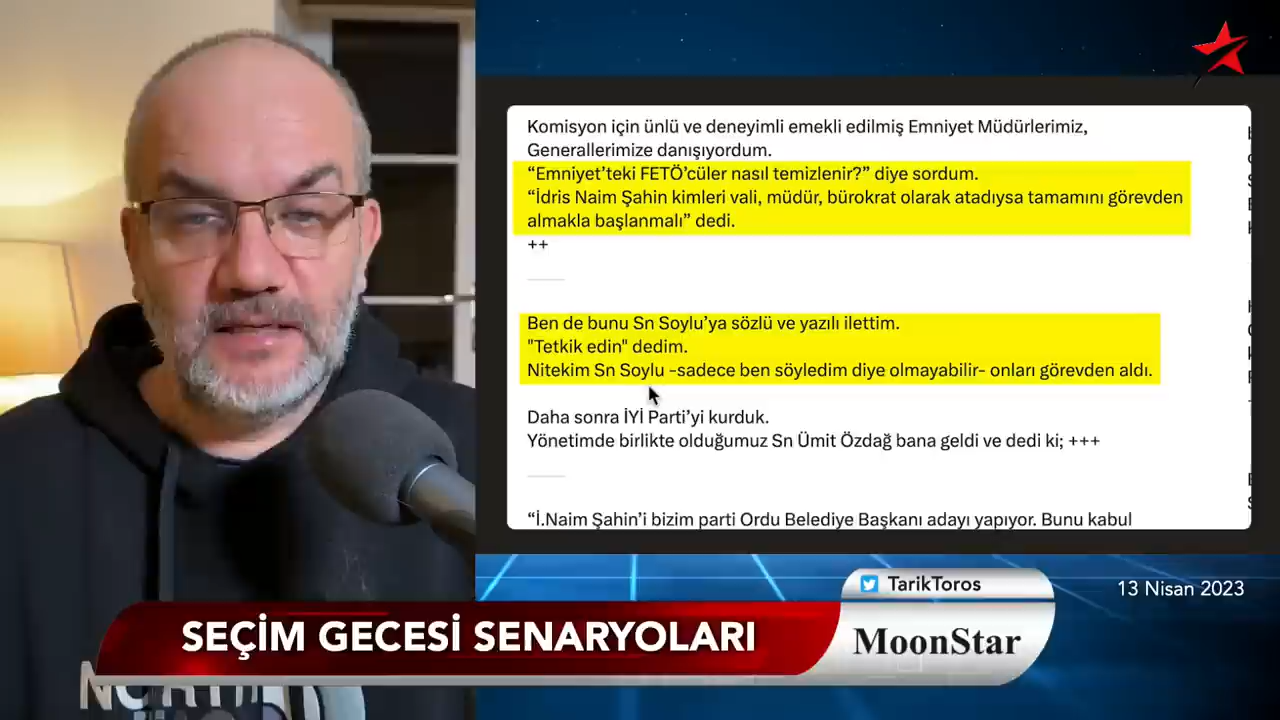 Komisyon için ünlü ve deneyimli emekli edilmiş Emniyet Müdürlerimiz,
Generallerimize danışıyordum.
“Emniyet’teki FETÖ’cüler nasıl temizlenir?” diye sordum.
“İdris Naim Şahin kimleri vali, müdür, bürokrat olarak atadıysa tamamını görevden
almakla başlanmalı” dedi.
++
Ben de bunu Sn Soylu’ya sözlü ve yazılı ilettim.
"Tetkik edin" dedim.
Nitekim Sn Soylu -sadece ben söyledim diye olmayabilir- onları görevden aldı.
Daha sonra İYİ Parti’yi kurduk.
Yönetimde birlikte olduğumuz Sn Ümit Özdağ bana geldi ve dedi ki; +++
“İ.Naim Şahin’i bizim parti Ordu Belediye Başkanı adayı yapıyor. Bunu kabul
TarikToros
13 Nisan 2023
SEÇİM GECESİ SENARYOLARI
MoonStar